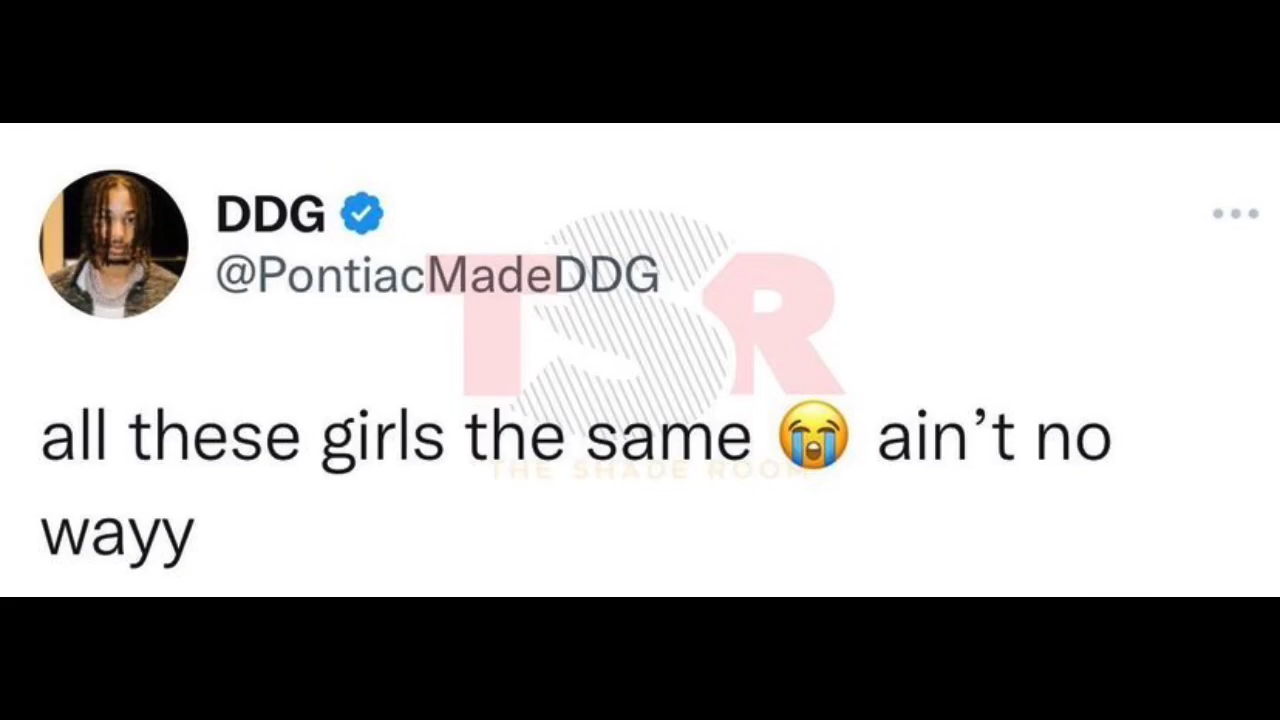 DDG
@PontiacMadeDDG
TSR
all these girls the same 😭 ain’t no
THE SHADE ROOM
wayy